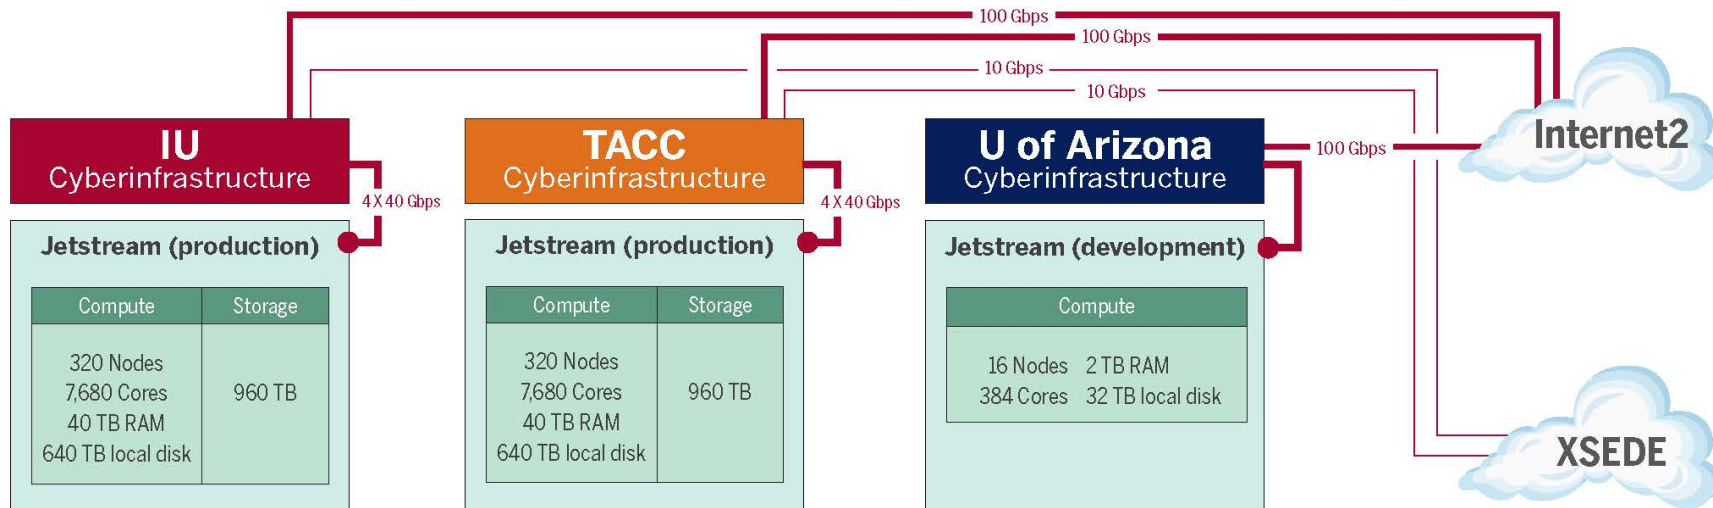 100 Gbps
100 Gbps
10 Gbps
10 Gbps
IU
Cyberinfrastructure
4 X 40 Gbps
Jetstream (production)
Compute Storage
320 Nodes
7,680 Cores
40 TB RAM
640 TB local disk
960 TB
TACC
Cyberinfrastructure
4 X 40 Gbps
Jetstream (production)
Compute Storage
320 Nodes
7,680 Cores
40 TB RAM
640 TB local disk
960 TB
U of Arizona
Cyberinfrastructure
100 Gbps
Jetstream (development)
Compute
16 Nodes 2 TB RAM
384 Cores 32 TB local disk
Internet2
XSEDE